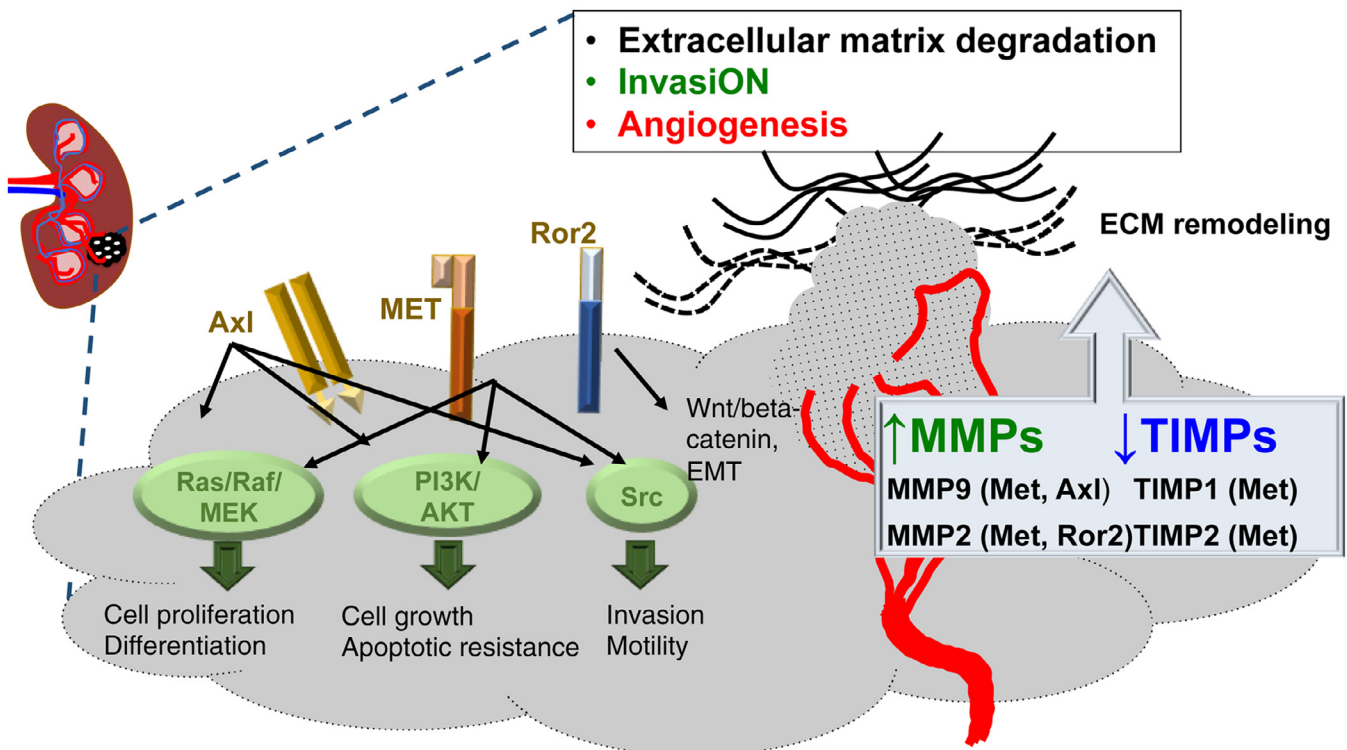 • Extracellular matrix degradation
• InvasiON
• Angiogenesis
ECM remodeling
Ror2
MET
Axl
Wnt/beta-
catenin,
EMT
Ras/Raf/
MEK
PI3K/
AKT
Src
Cell proliferation
Differentiation
Cell growth
Apoptotic resistance
Invasion
Motility
↑MMPs ↓TIMPs
MMP9 (Met, Axl) TIMP1 (Met)
MMP2 (Met, Ror2) TIMP2 (Met)